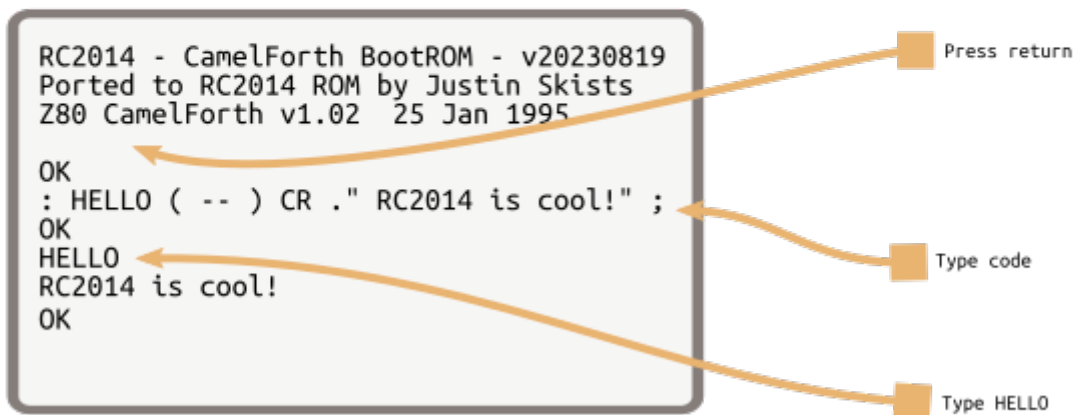 RC2014 - CamelForth BootROM - v20230819
Ported to RC2014 ROM by Justin Skists
Z80 CamelForth v1.02  25 Jan 1995
OK
: HELLO ( -- ) CR ." RC2014 is cool!" ;
OK
HELLO
RC2014 is cool!
OK
Press return
Type code
Type HELLO